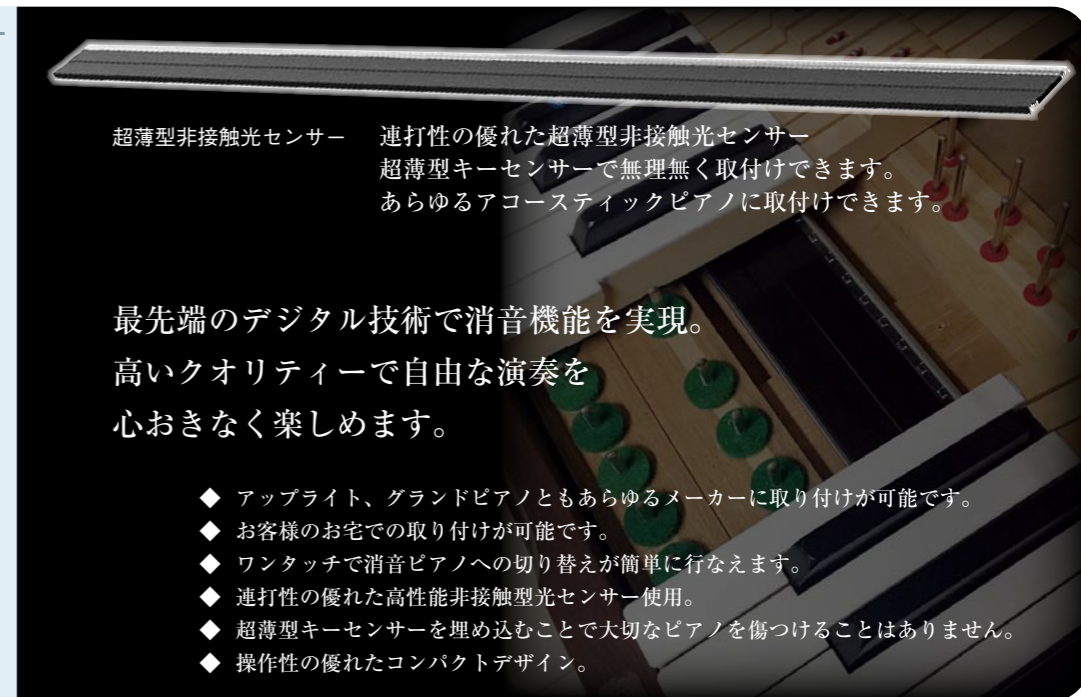 超薄型非接触光センサー
連打性の優れた超薄型非接触光センサー
超薄型キーセンサーで無理無く取付けできます。
あらゆるアコースティックピアノに取付けできます。
最先端のデジタル技術で消音機能を実現。
高いクオリティーで自由な演奏を
心おきなく楽しめます。
◆ アップライト、グランドピアノともあらゆるメーカーに取り付けが可能です。
◆ お客様のお宅での取り付けが可能です。
◆ ワンタッチで消音ピアノへの切り替えが簡単に行なえます。
◆ 連打性の優れた高性能非接触型光センサー使用。
◆ 超薄型キーセンサーを埋め込むことで大切なピアノを傷つけることはありません。
◆ 操作性の優れたコンパクトデザイン。